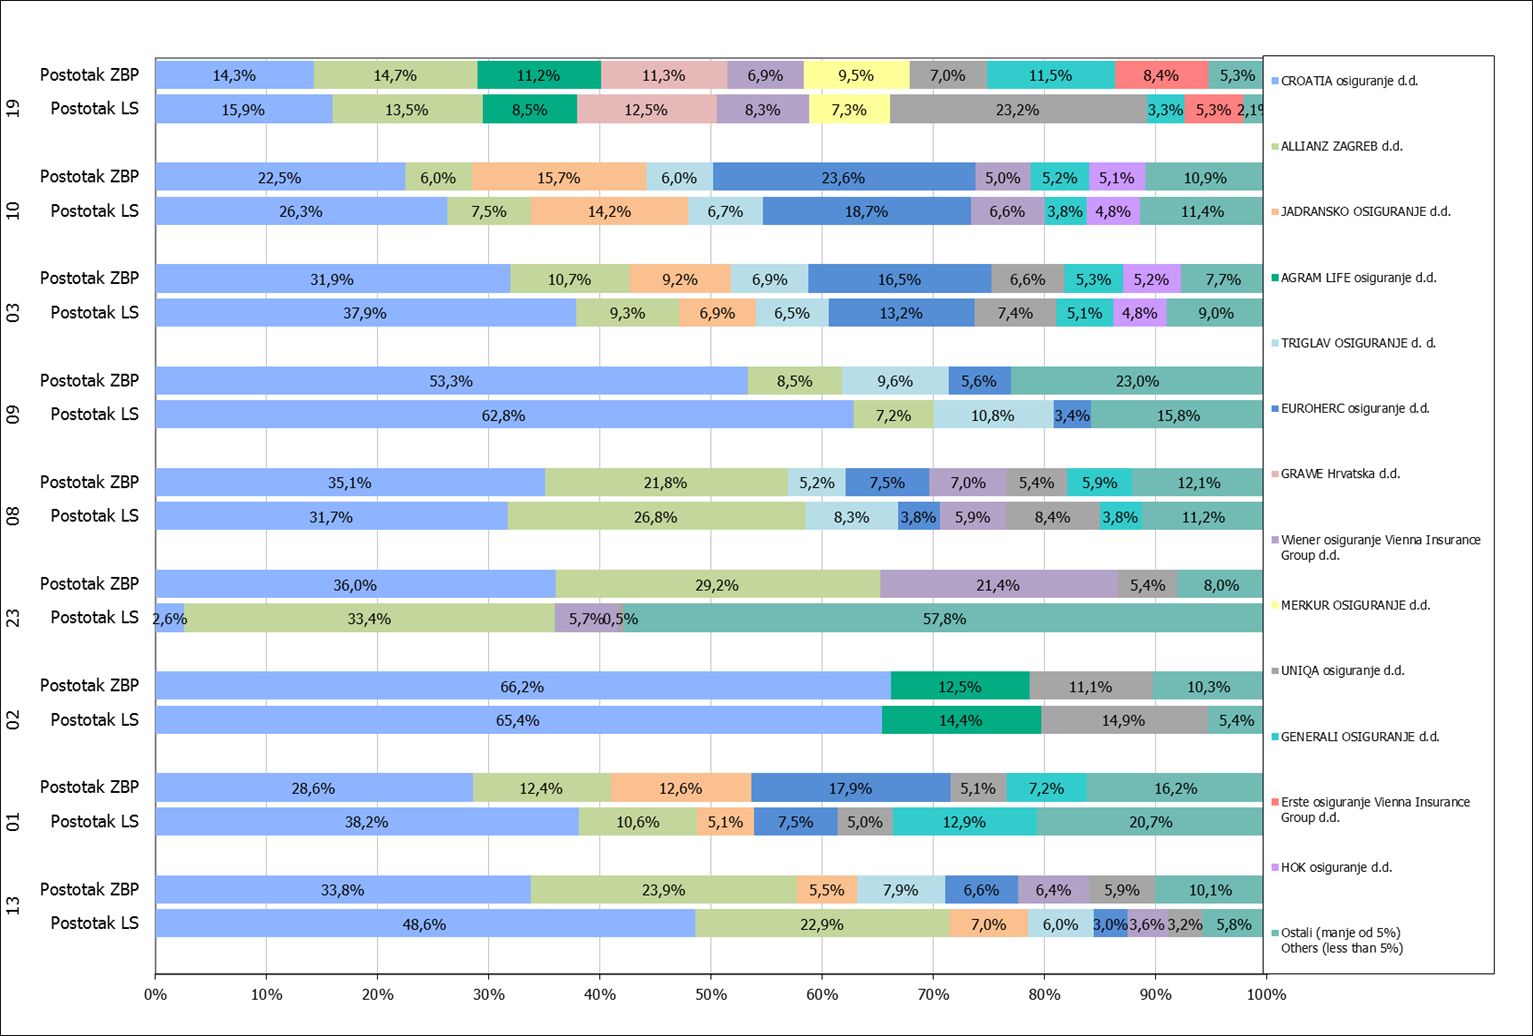 19
Postotak ZBP 14,3% 14,7% 11,2% 11,3% 6,9% 9,5% 7,0% 11,5% 8,4% 5,3%
Postotak LS 15,9% 13,5% 8,5% 12,5% 8,3% 7,3% 23,2% 3,3% 5,3% 2,1%
10
Postotak ZBP 22,5% 6,0% 15,7% 6,0% 23,6% 5,0% 5,2% 5,1% 10,9%
Postotak LS 26,3% 7,5% 14,2% 6,7% 18,7% 6,6% 3,8% 4,8% 11,4%
03
Postotak ZBP 31,9% 10,7% 9,2% 6,9% 16,5% 6,6% 5,3% 5,2% 7,7%
Postotak LS 37,9% 9,3% 6,9% 6,5% 13,2% 7,4% 5,1% 4,8% 9,0%
09
Postotak ZBP 53,3% 8,5% 9,6% 5,6% 23,0%
Postotak LS 62,8% 7,2% 10,8% 3,4% 15,8%
08
Postotak ZBP 35,1% 21,8% 5,2% 7,5% 7,0% 5,4% 5,9% 12,1%
Postotak LS 31,7% 26,8% 8,3% 3,8% 5,9% 8,4% 3,8% 11,2%
23
Postotak ZBP 36,0% 29,2% 21,4% 5,4% 8,0%
Postotak LS 2,6% 33,4% 5,7% 0,5% 57,8%
02
Postotak ZBP 66,2% 12,5% 11,1% 10,3%
Postotak LS 65,4% 14,4% 14,9% 5,4%
01
Postotak ZBP 28,6% 12,4% 12,6% 17,9% 5,1% 7,2% 16,2%
Postotak LS 38,2% 10,6% 5,1% 7,5% 5,0% 12,9% 20,7%
13
Postotak ZBP 33,8% 23,9% 5,5% 7,9% 6,6% 6,4% 5,9% 10,1%
Postotak LS 48,6% 22,9% 7,0% 6,0% 3,0% 3,6% 3,2% 5,8%
0% 10% 20% 30% 40% 50% 60% 70% 80% 90% 100%
CROATIA osiguranje d.d.
ALLIANZ ZAGREB d.d.
JADRANSKO OSIGURANJE d.d.
AGRAM LIFE osiguranje d.d.
TRIGLAV OSIGURANJE d. d.
EUROHERC osiguranje d.d.
GRAWE Hrvatska d.d.
Wiener osiguranje Vienna Insurance
Group d.d.
MERKUR OSIGURANJE d.d.
UNIQA osiguranje d.d.
GENERALI OSIGURANJE d.d.
Erste osiguranje Vienna Insurance
Group d.d.
HOK osiguranje d.d.
Ostali (manje od 5%)
Others (less than 5%)